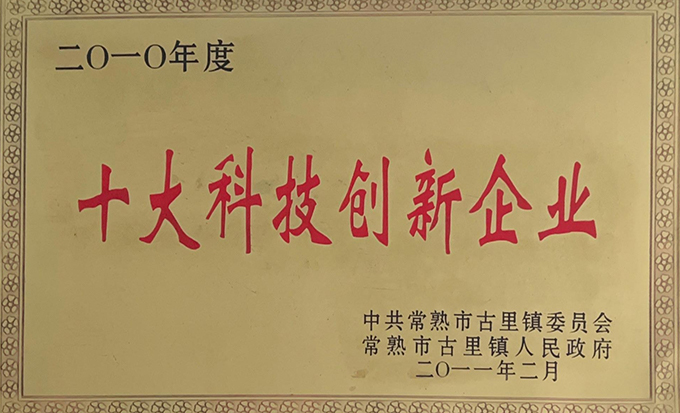 二〇一〇年度
十大科技创新企业
中共常熟市古里镇委员会
常熟市古里镇人民政府
二〇一一年二月